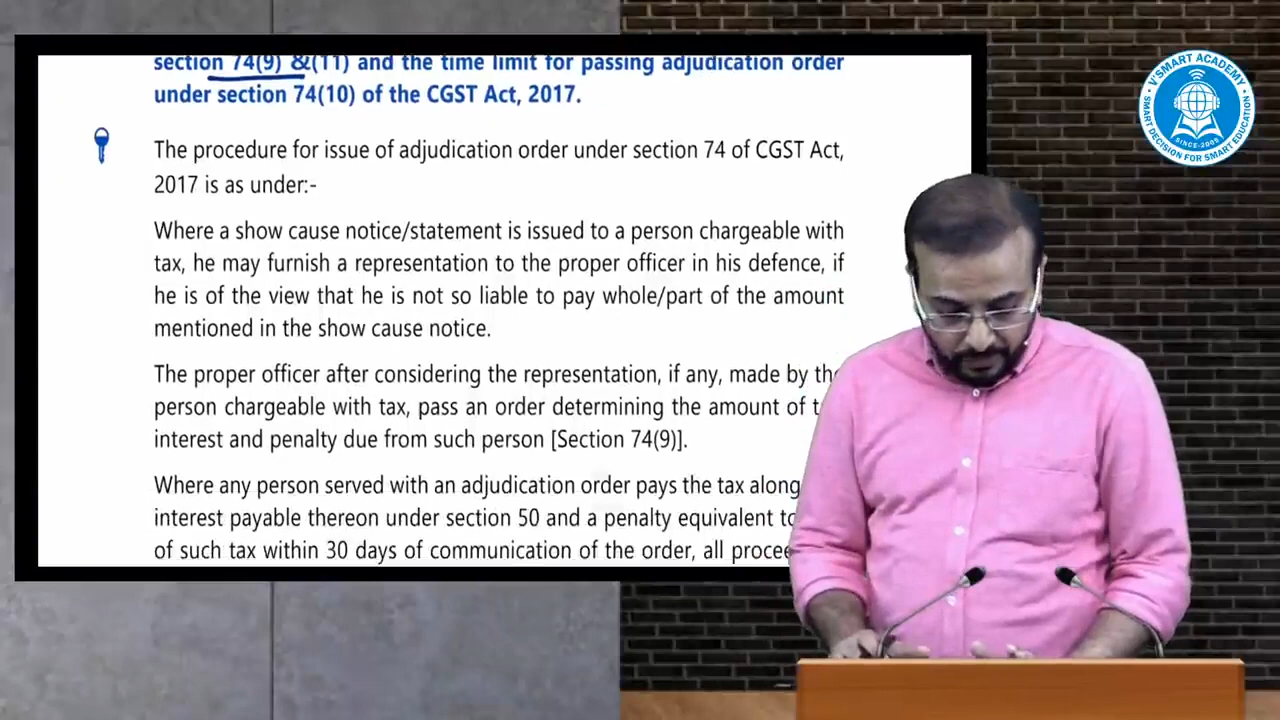 section 74(9) &(11) and the time limit for passing adjudication order
under section 74(10) of the CGST Act, 2017.
The procedure for issue of adjudication order under section 74 of CGST Act,
2017 is as under:-
Where a show cause notice/statement is issued to a person chargeable with
tax, he may furnish a representation to the proper officer in his defence, if
he is of the view that he is not so liable to pay whole/part of the amount
mentioned in the show cause notice.
The proper officer after considering the representation, if any, made by the
person chargeable with tax, pass an order determining the amount of
interest and penalty due from such person [Section 74(9)].
Where any person served with an adjudication order pays the tax along
interest payable thereon under section 50 and a penalty equivalent to
of such tax within 30 days of communication of the order, all
V'SMART ACADEMY
SINCE-2005
SMART DECISION FOR SMART EDUCATION